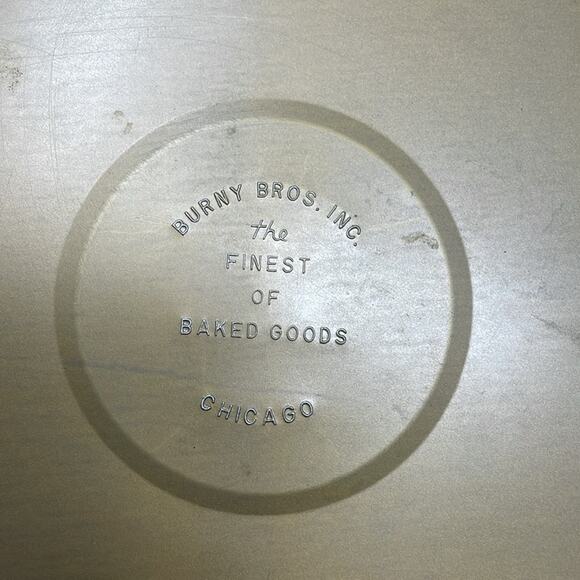 BURNY BROS. INC.
the
FINEST
OF
BAKED GOODS
CHICAGO